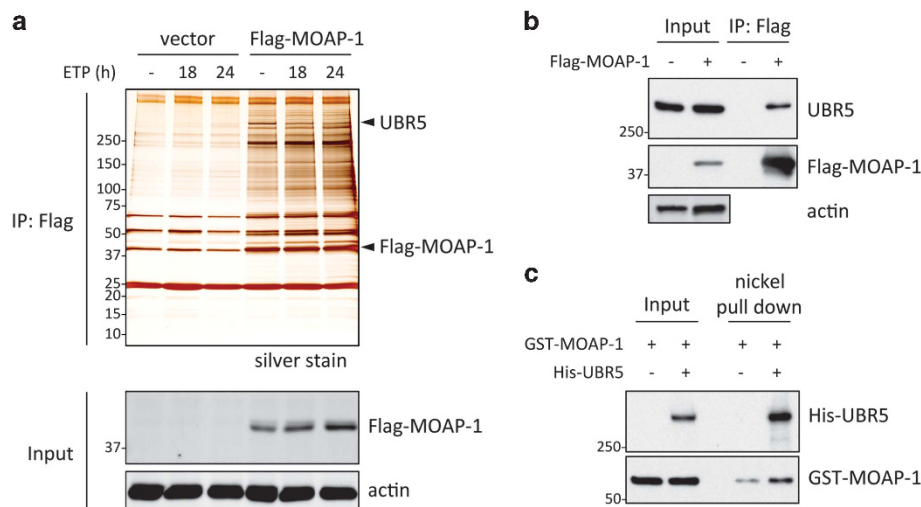 a
vector Flag-MOAP-1
ETP (h) - 18 24 - 18 24
UBR5
250
150
100
75
IP: Flag
50
Flag-MOAP-1
37
25
20
15
10
silver stain
Flag-MOAP-1
37
Input
actin
b
Input IP: Flag
Flag-MOAP-1 - + - +
UBR5
250
Flag-MOAP-1
37
actin
c
nickel
Input pull down
GST-MOAP-1 + + + +
His-UBR5 - + - +
His-UBR5
250
GST-MOAP-1
50